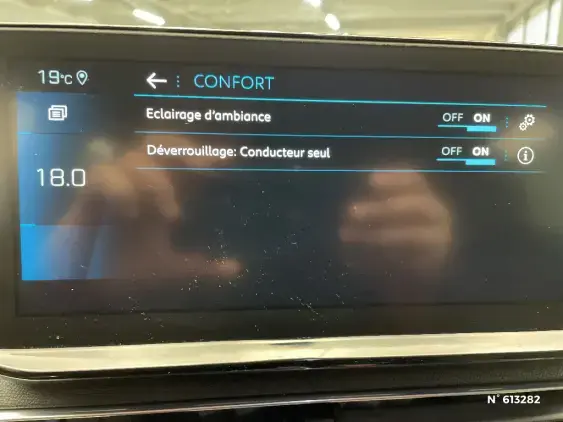 19°C
← CONFORT
Eclairage d'ambiance OFF ON
Déverrouillage: Conducteur seul OFF ON
18.0
N° 613282